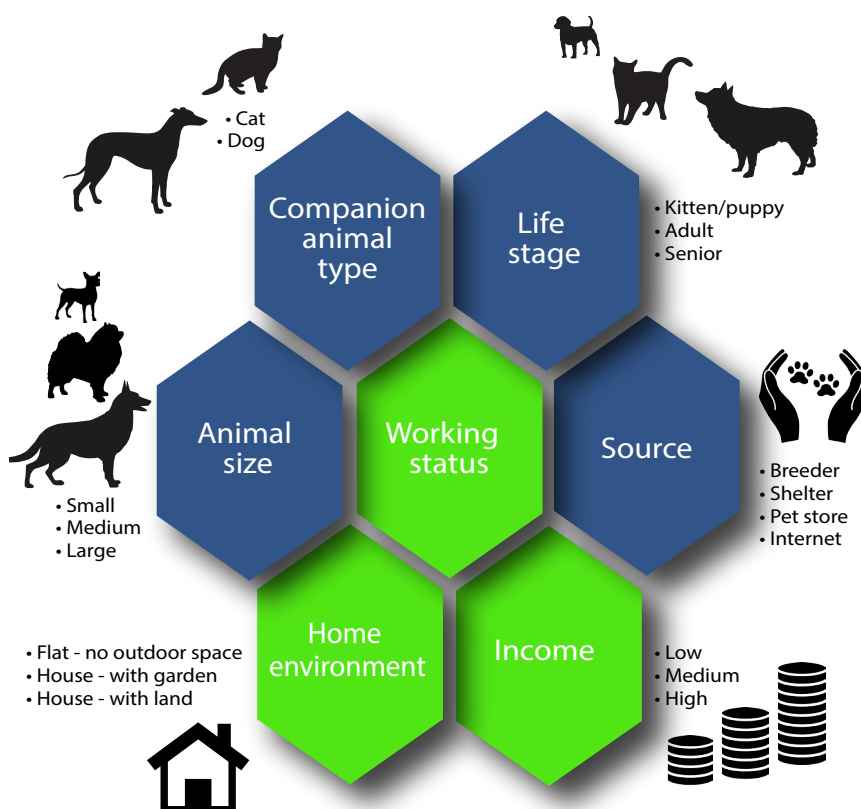 • Cat
• Dog
Companion
animal
type
Life
stage
• Kitten/puppy
• Adult
• Senior
Animal
size
• Small
• Medium
• Large
Working
status
Source
• Breeder
• Shelter
• Pet store
• Internet
• Flat - no outdoor space
• House - with garden
• House - with land
Home
environment
Income
• Low
• Medium
• High